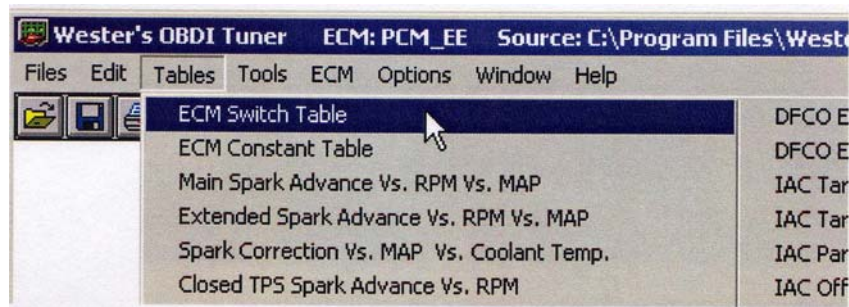 Wester's OBDI Tuner ECM: PCM_EE Source: C:\Program Files\West
Files Edit Tables Tools ECM Options Window Help
ECM Switch Table DFCO E
ECM Constant Table DFCO E
Main Spark Advance Vs. RPM Vs. MAP IAC Tar
Extended Spark Advance Vs. RPM Vs. MAP IAC Tar
Spark Correction Vs. MAP Vs. Coolant Temp. IAC Par
Closed TPS Spark Advance Vs. RPM IAC Off